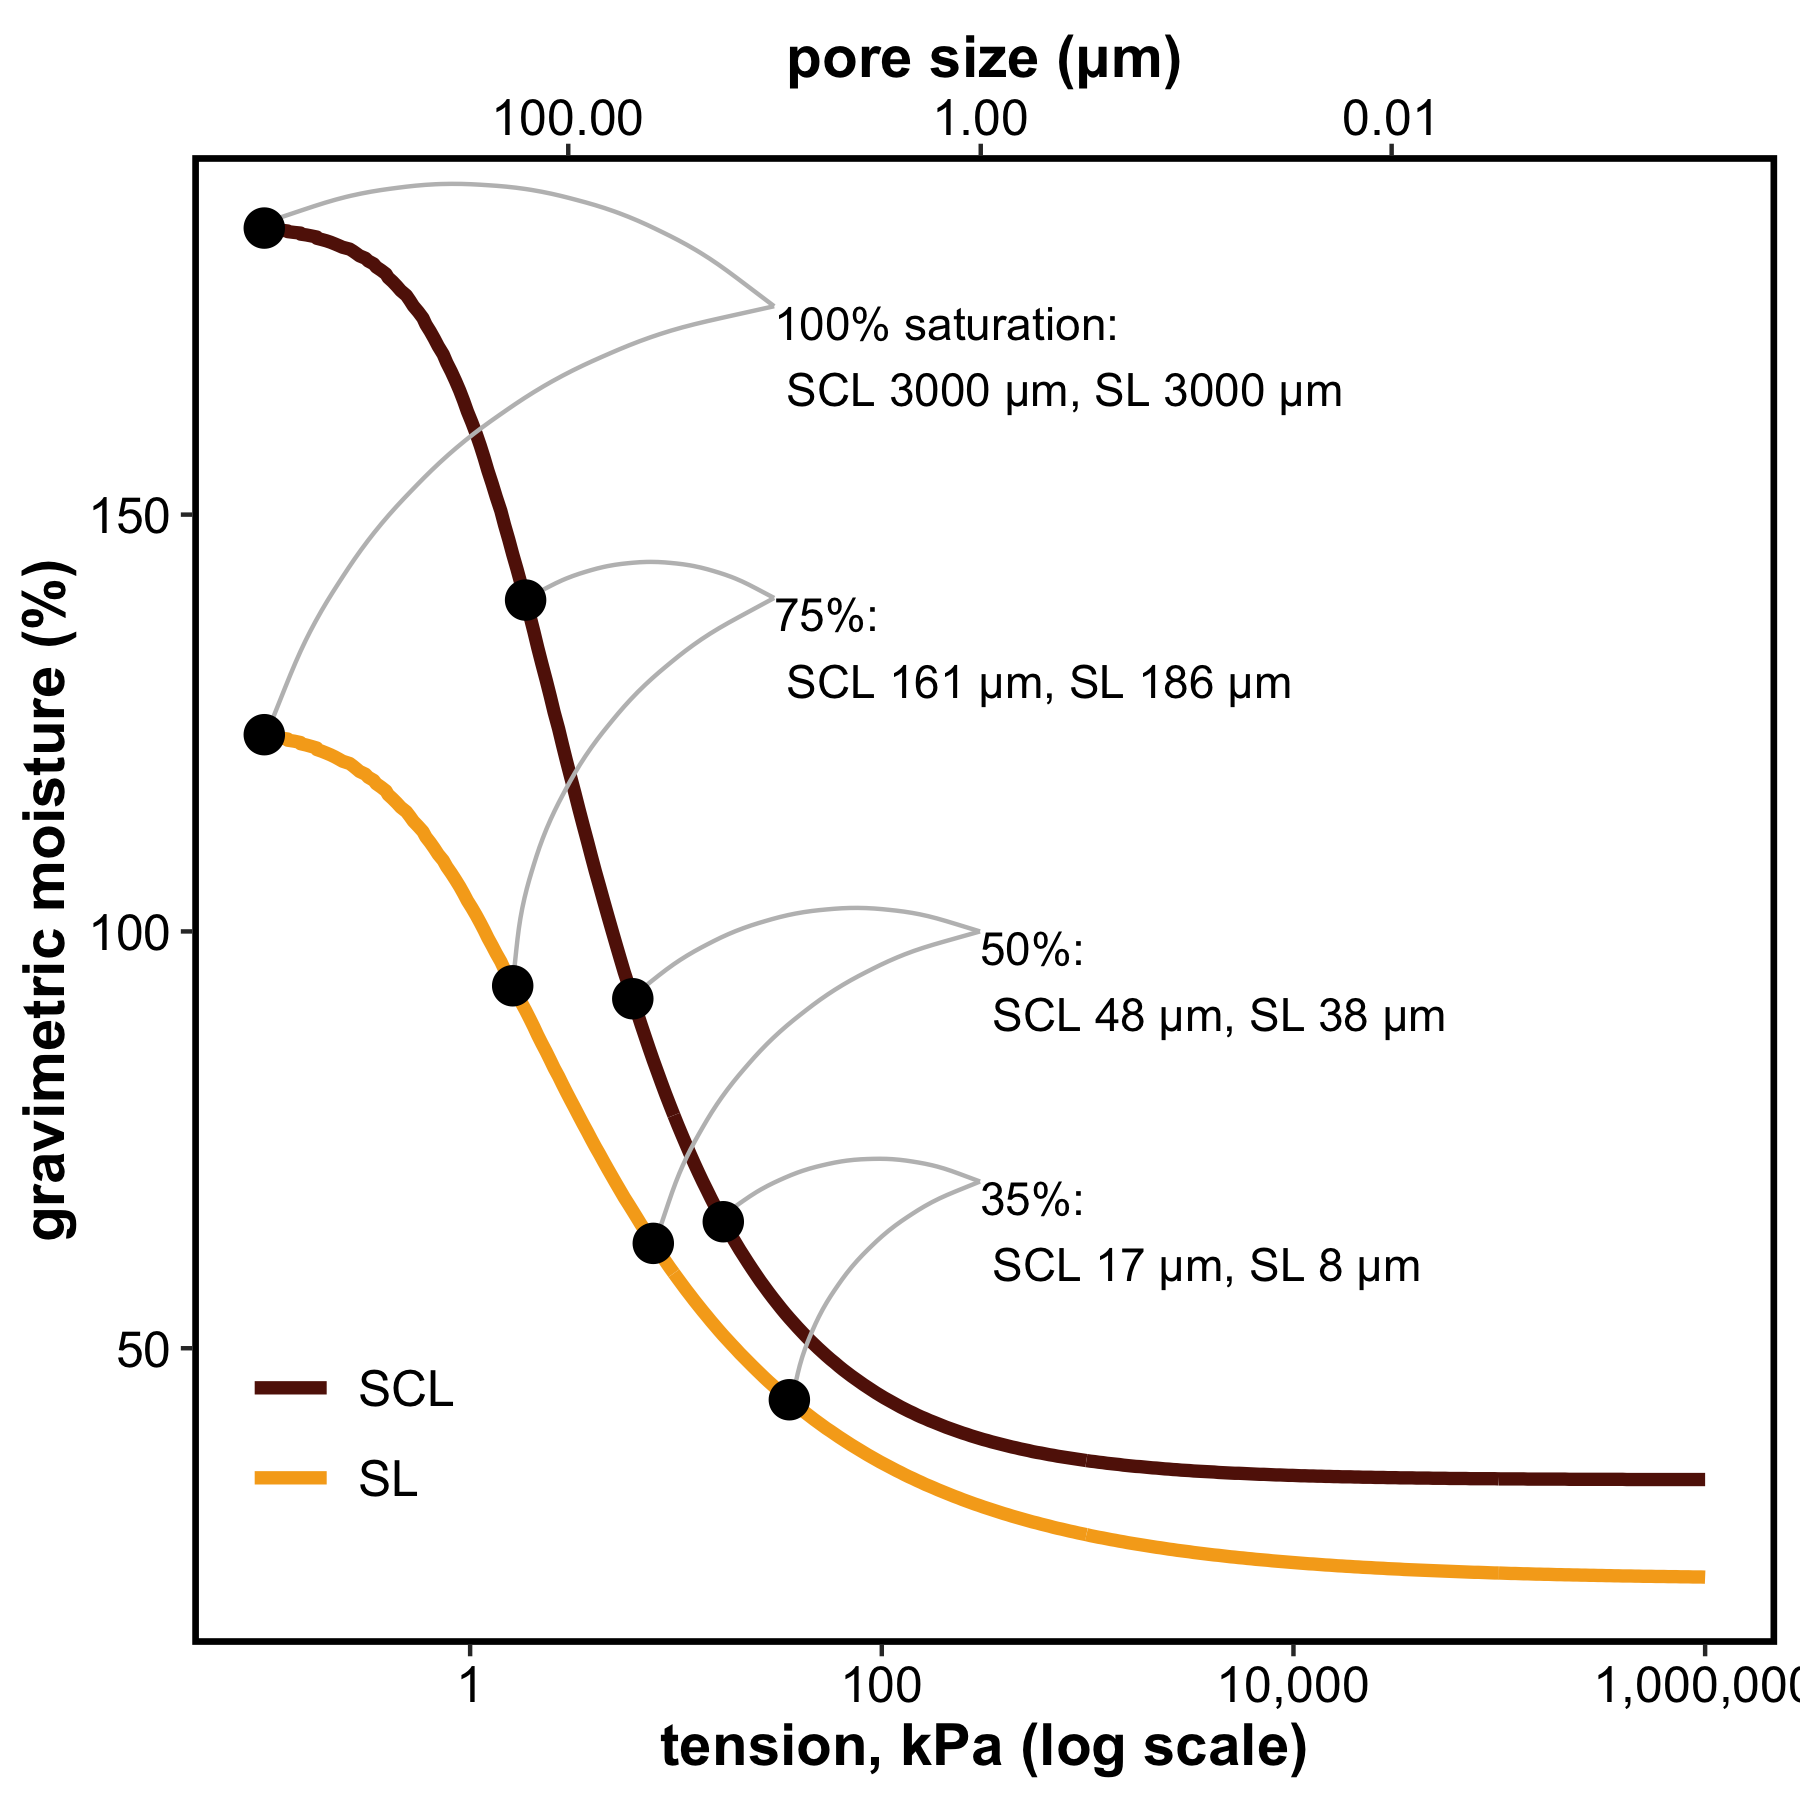 pore size (µm)
100.00 1.00 0.01
100% saturation:
SCL 3000 µm, SL 3000 µm
150
75%:
SCL 161 µm, SL 186 µm
gravimetric moisture (%)
100
50%:
SCL 48 µm, SL 38 µm
35%:
SCL 17 µm, SL 8 µm
50
SCL
SL
1 100 10,000 1,000,000
tension, kPa (log scale)